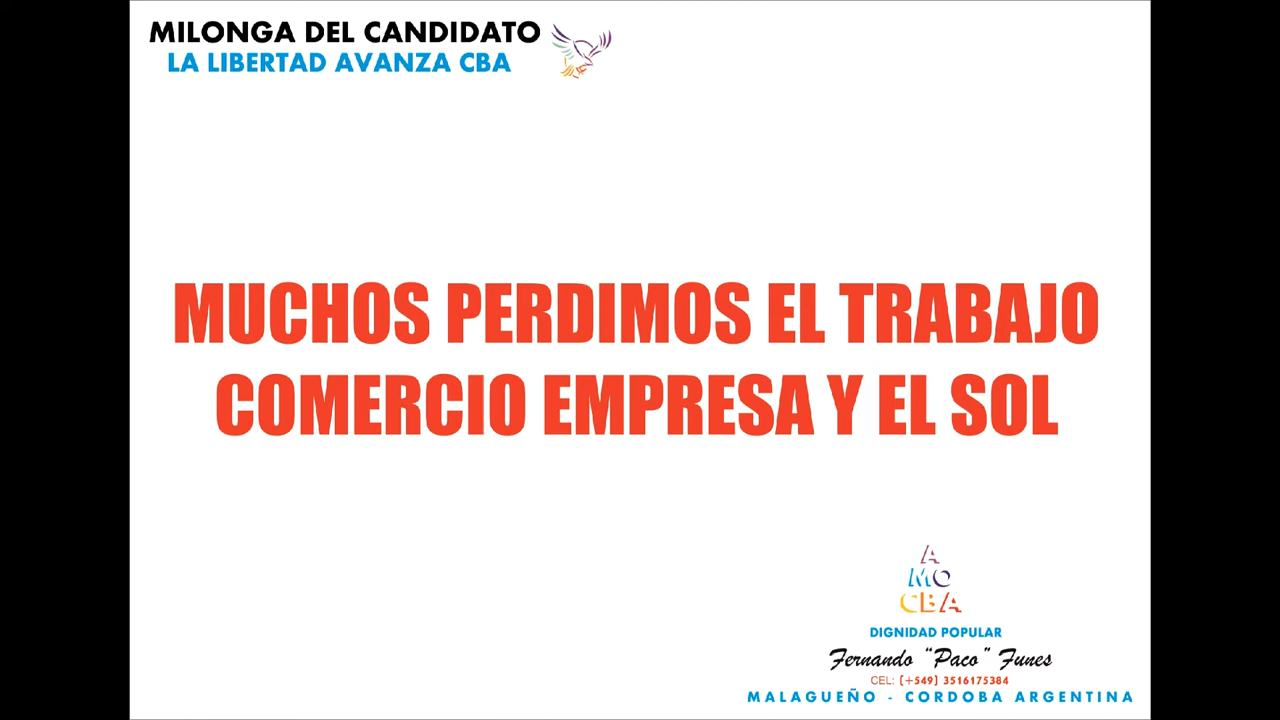 MILONGA DEL CANDIDATO
LA LIBERTAD AVANZA CBA
MUCHOS PERDIMOS EL TRABAJO
COMERCIO EMPRESA Y EL SOL
A
MO
CBA
DIGNIDAD POPULAR
Fernando “Paco” Funes
CEL: (+549) 3516175384
MALAGUEÑO - CORDOBA ARGENTINA